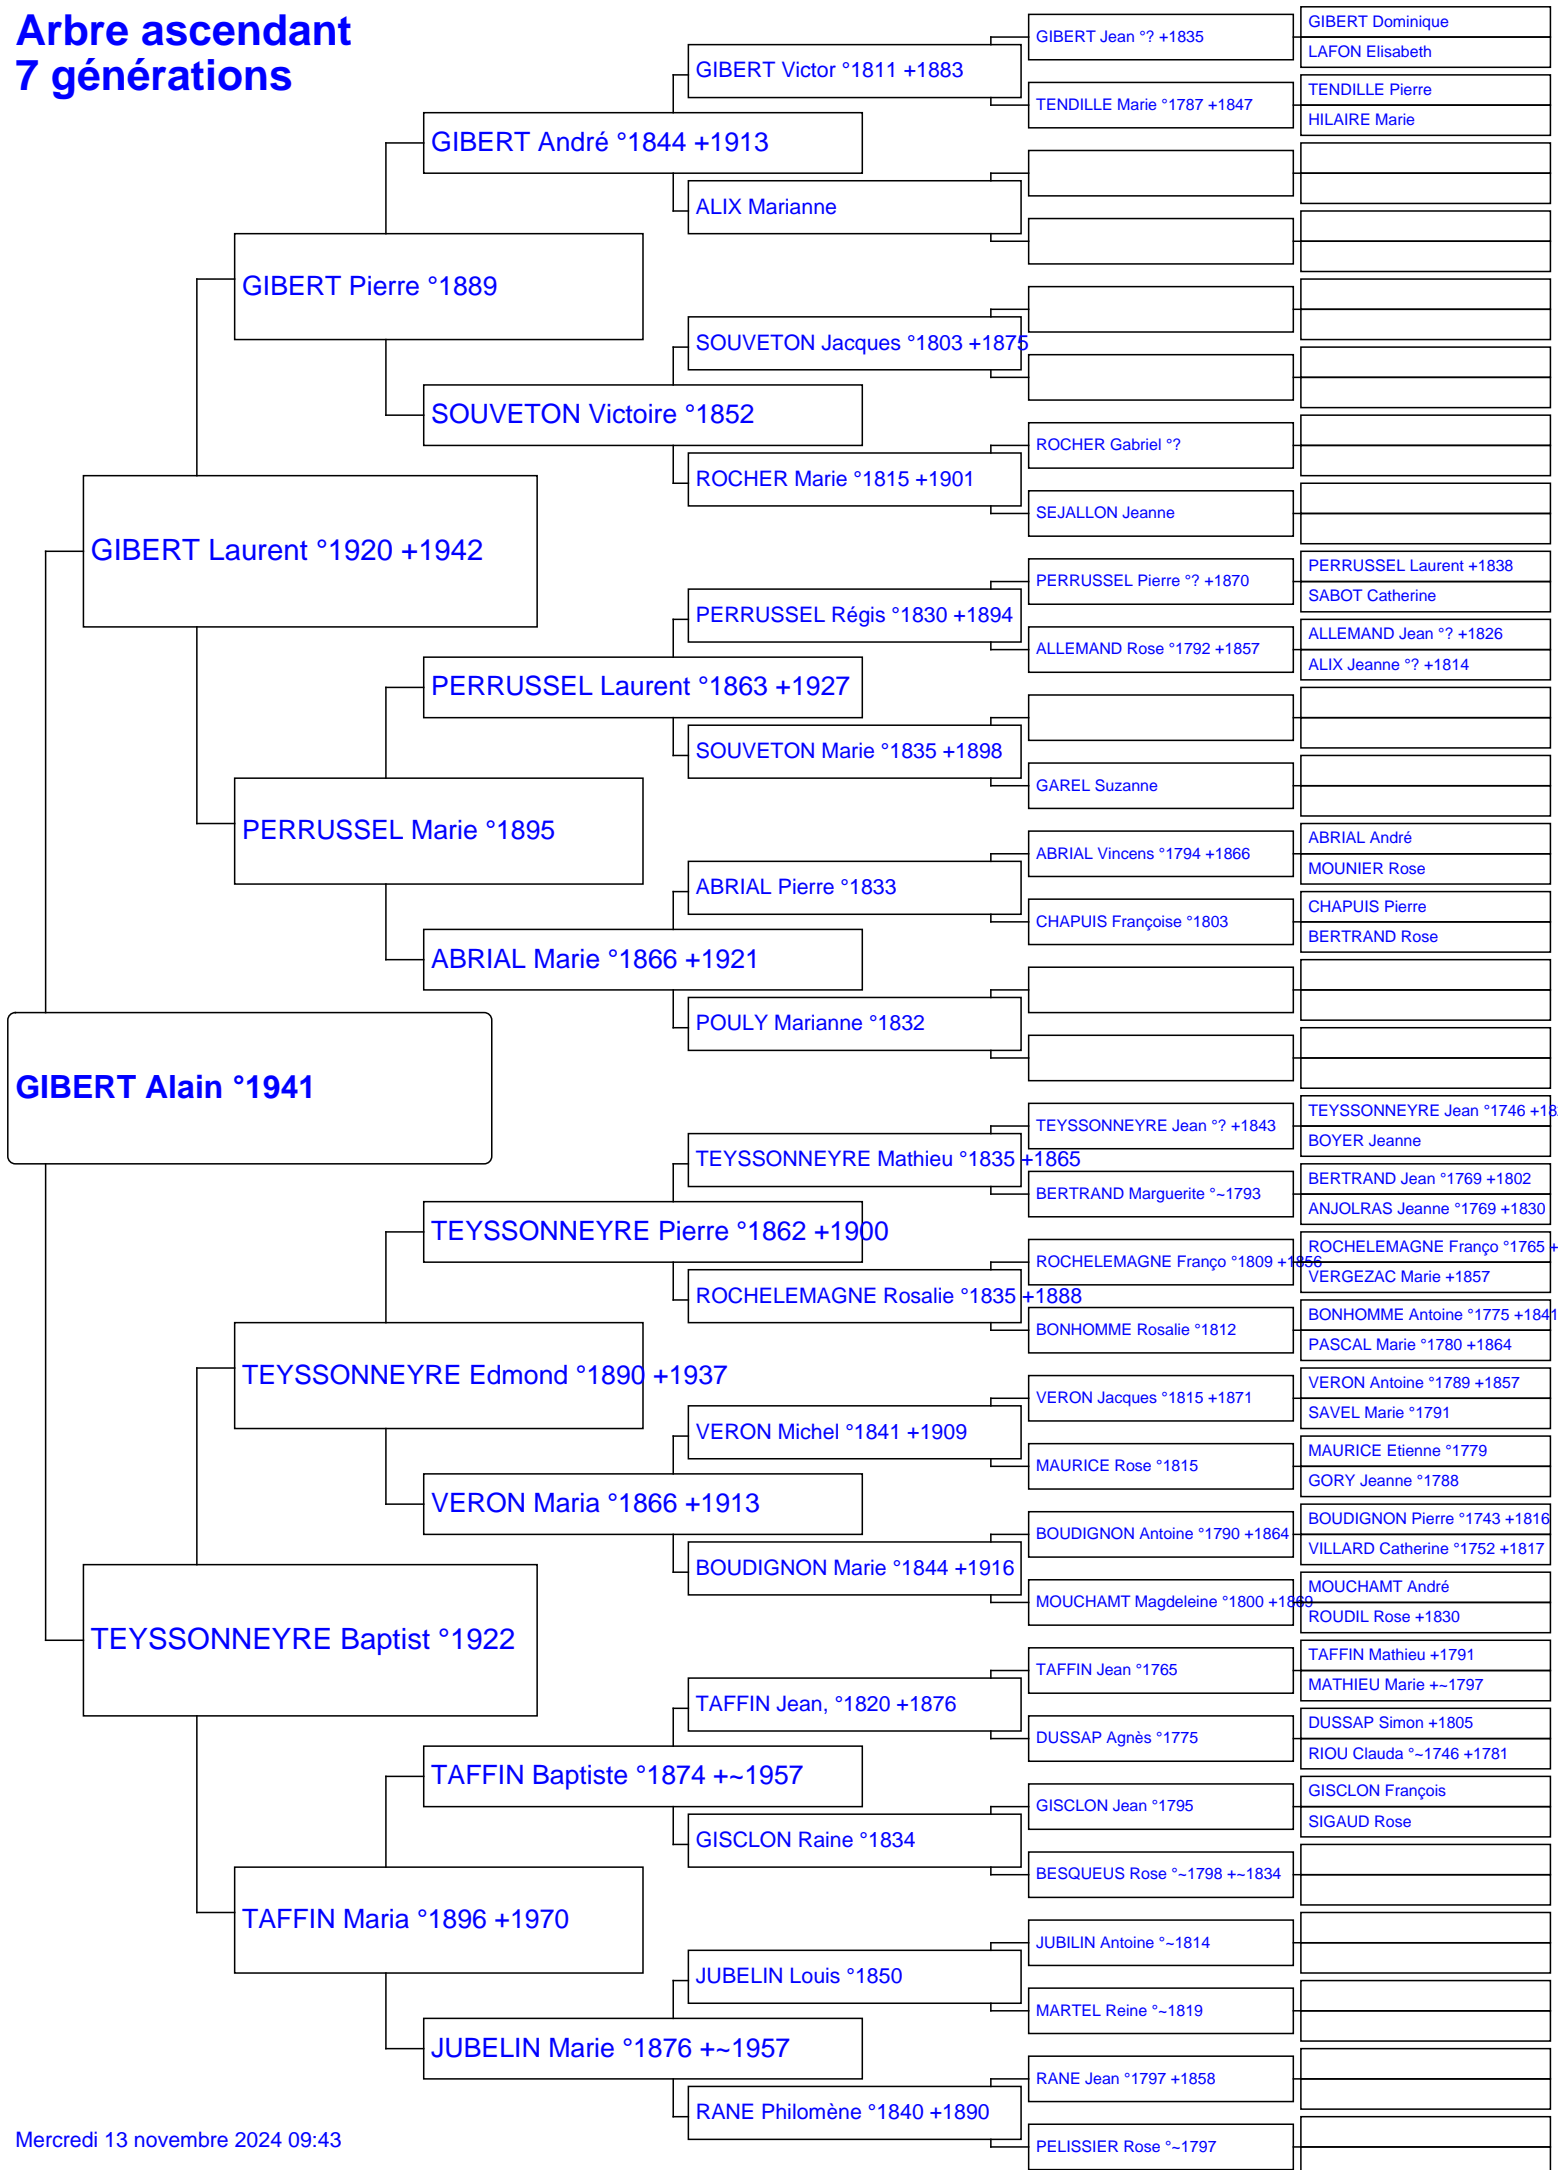 Arbre ascendant
7 générations
GIBERT Alain °1941
GIBERT Laurent °1920 +1942
TEYSSONNEYRE Baptist °1922
GIBERT Pierre °1889
PERRUSSEL Marie °1895
TEYSSONNEYRE Edmond °1890 +1937
TAFFIN Maria °1896 +1970
GIBERT André °1844 +1913
SOUVETON Victoire °1852
PERRUSSEL Laurent °1863 +1927
ABRIAL Marie °1866 +1921
TEYSSONNEYRE Pierre °1862 +1900
VERON Maria °1866 +1913
TAFFIN Baptiste °1874 +~1957
JUBELIN Marie °1876 +~1957
GIBERT Victor °1811 +1883
ALIX Marianne
SOUVETON Jacques °1803 +1875
ROCHER Marie °1815 +1901
PERRUSSEL Régis °1830 +1894
SOUVETON Marie °1835 +1898
ABRIAL Pierre °1833
POULY Marianne °1832
TEYSSONNEYRE Mathieu °1835 +1865
ROCHELEMAGNE Rosalie °1835 +1888
VERON Michel °1841 +1909
BOUDIGNON Marie °1844 +1916
TAFFIN Jean, °1820 +1876
GISCLON Raine °1834
JUBELIN Louis °1850
RANE Philomène °1840 +1890
GIBERT Jean °? +1835
TENDILLE Marie °1787 +1847
ROCHER Gabriel °?
SEJALLON Jeanne
PERRUSSEL Pierre °? +1870
ALLEMAND Rose °1792 +1857
GAREL Suzanne
ABRIAL Vincens °1794 +1866
CHAPUIS Françoise °1803
TEYSSONNEYRE Jean °? +1843
BERTRAND Marguerite °~1793
ROCHELEMAGNE Franço °1809 +1856
BONHOMME Rosalie °1812
VERON Jacques °1815 +1871
MAURICE Rose °1815
BOUDIGNON Antoine °1790 +1864
MOUCHAMT Magdeleine °1800 +1869
TAFFIN Jean °1765
DUSSAP Agnès °1775
GISCLON Jean °1795
BESQUEUS Rose °~1798 +~1834
JUBILIN Antoine °~1814
MARTEL Reine °~1819
RANE Jean °1797 +1858
PELISSIER Rose °~1797
GIBERT Dominique
LAFON Elisabeth
TENDILLE Pierre
HILAIRE Marie
PERRUSSEL Laurent +1838
SABOT Catherine
ALLEMAND Jean °? +1826
ALIX Jeanne °? +1814
ABRIAL André
MOUNIER Rose
CHAPUIS Pierre
BERTRAND Rose
TEYSSONNEYRE Jean °1746 +18
BOYER Jeanne
BERTRAND Jean °1769 +1802
ANJOLRAS Jeanne °1769 +1830
ROCHELEMAGNE Franço °1765 +
VERGEZAC Marie +1857
BONHOMME Antoine °1775 +1841
PASCAL Marie °1780 +1864
VERON Antoine °1789 +1857
SAVEL Marie °1791
MAURICE Etienne °1779
GORY Jeanne °1788
BOUDIGNON Pierre °1743 +1816
VILLARD Catherine °1752 +1817
MOUCHAMT André
ROUDIL Rose +1830
TAFFIN Mathieu +1791
MATHIEU Marie +~1797
DUSSAP Simon +1805
RIOU Clauda °~1746 +1781
GISCLON François
SIGAUD Rose
Mercredi 13 novembre 2024 09:43